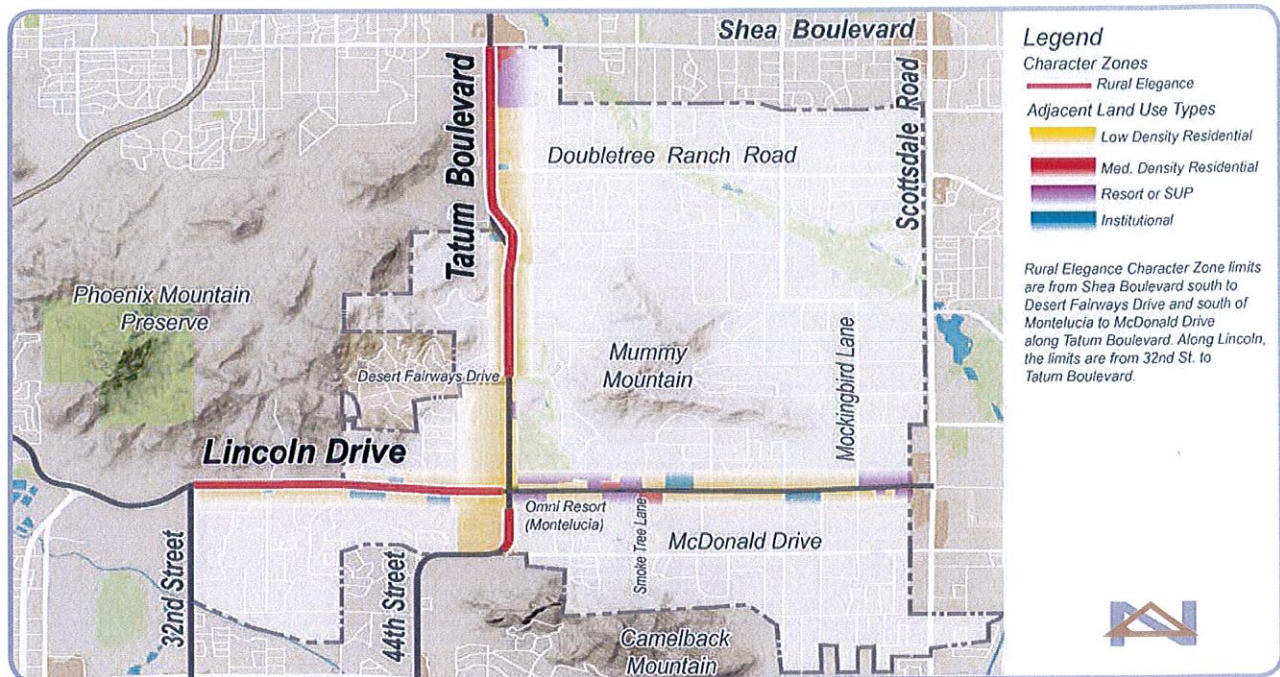 Shea Boulevard
Tatum Boulevard
Scottsdale Road
Doubletree Ranch Road
Phoenix Mountain
Preserve
Mummy
Mountain
Mockingbird Lane
Desert Fairways Drive
Lincoln Drive
Omni Resort
(Montelucia)
Smoke Tree Lane
McDonald Drive
32nd Street
44th Street
Camelback
Mountain
Legend
Character Zones
Rural Elegance
Adjacent Land Use Types
Low Density Residential
Med. Density Residential
Resort or SUP
Institutional
Rural Elegance Character Zone limits
are from Shea Boulevard south to
Desert Fairways Drive and south of
Montelucia to McDonald Drive
along Tatum Boulevard. Along Lincoln,
the limits are from 32nd St. to
Tatum Boulevard.
N